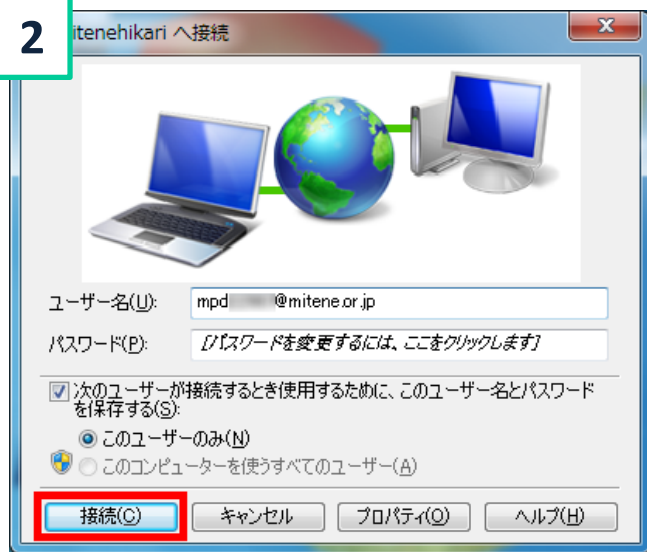 2
itenehikari へ接続
ユーザー名(U):
mpd @mitene.or.jp
パスワード(P):
[パスワードを変更するには、ここをクリックします]
次のユーザーが接続するとき使用するために、このユーザー名とパスワード
を保存する(S):
このユーザーのみ(N)
このコンピューターを使うすべてのユーザー(A)
接続(C)
キャンセル
プロパティ(O)
ヘルプ(H)